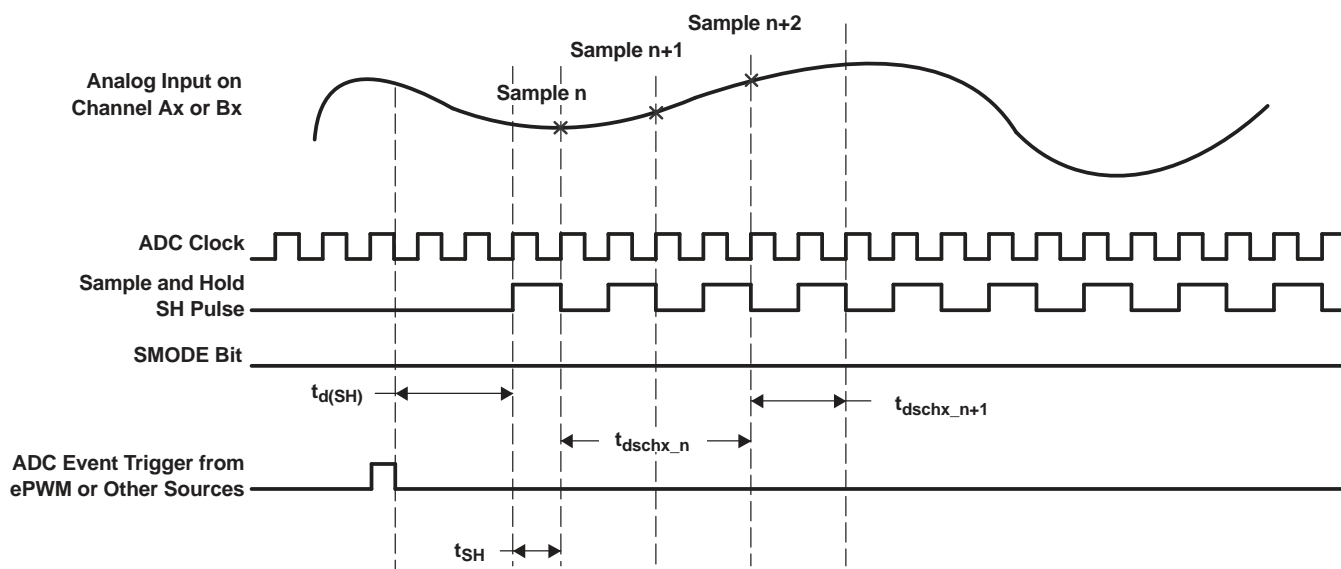 Sample n+2
Sample n+1
Analog Input on
Channel Ax or Bx
Sample n
ADC Clock
Sample and Hold
SH Pulse
SMODE Bit
td(SH)
tdschx_n+1
tdschx_n
ADC Event Trigger from
ePWM or Other Sources
tSH